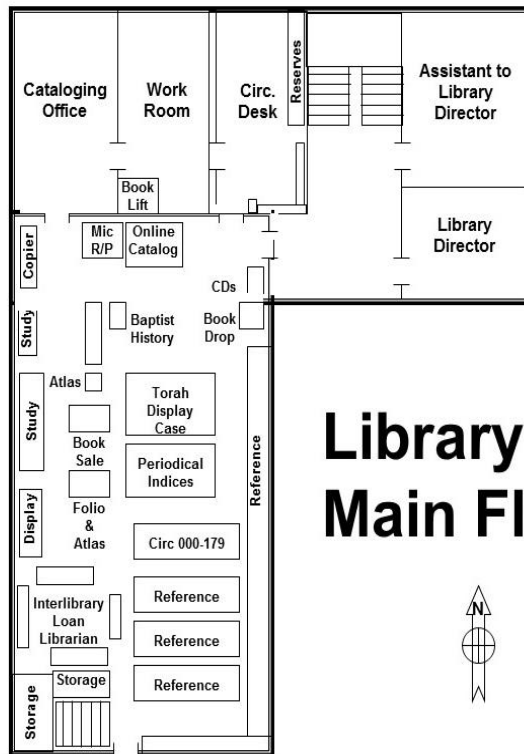 Cataloging
Office
Work
Room
Circ.
Desk
Reserves
Assistant to
Library
Director
Book
Lift
Library
Director
Copier
Mic
R/P
Online
Catalog
CDs
Study
Baptist
History
Book
Drop
Atlas
Study
Torah
Display
Case
Book
Sale
Periodical
Indices
Reference
Library
Main Fl
Display
Folio
&
Atlas
Circ 000-179
Interlibrary
Loan
Librarian
Reference
Reference
N
Storage
Reference
Storage